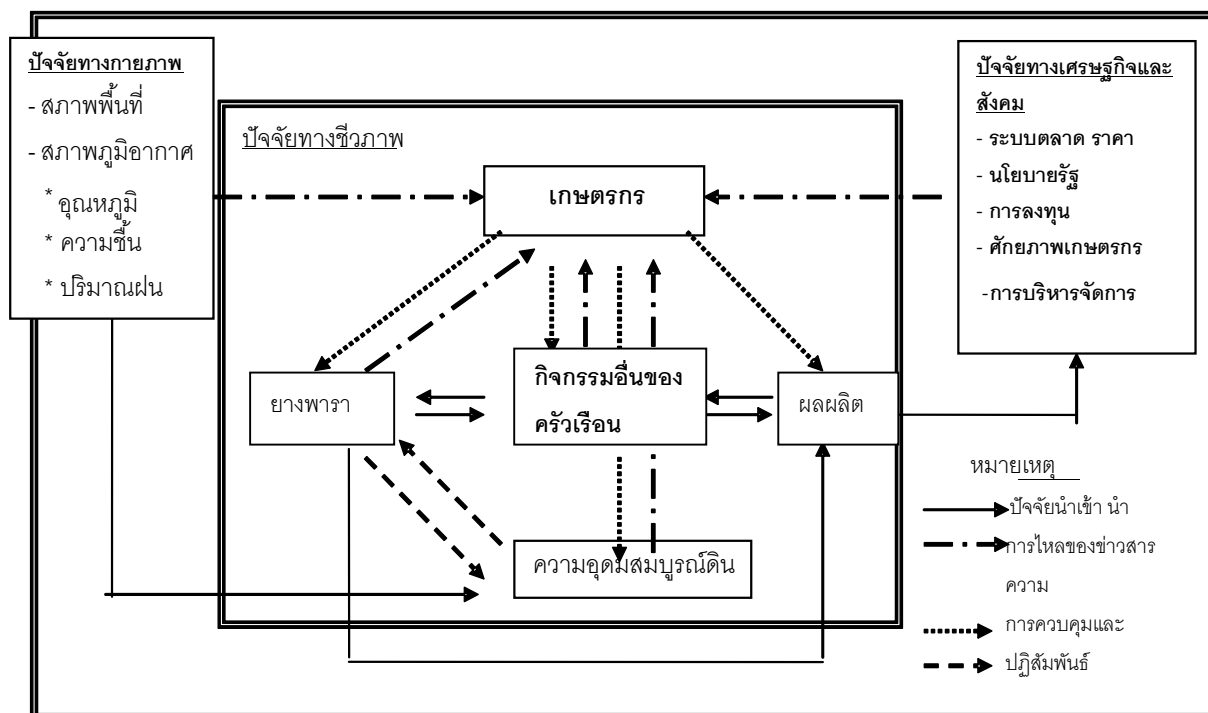 ปัจจัยทางกายภาพ
- สภาพพื้นที่
- สภาพภูมิอากาศ
* อุณหภูมิ
* ความชื้น
* ปริมาณฝน
ปัจจัยทางชีวภาพ
เกษตรกร
ยางพารา
กิจกรรมอื่นของ
ครัวเรือน
ผลผลิต
ความอุดมสมบูรณ์ดิน
ปัจจัยทางเศรษฐกิจและ
สังคม
- ระบบตลาด ราคา
- นโยบายรัฐ
- การลงทุน
- ศักยภาพเกษตรกร
-การบริหารจัดการ
หมายเหตุ
ปัจจัยนำเข้า นำ
การไหลของข่าวสาร
ความ
การควบคุมและ
ปฏิสัมพันธ์